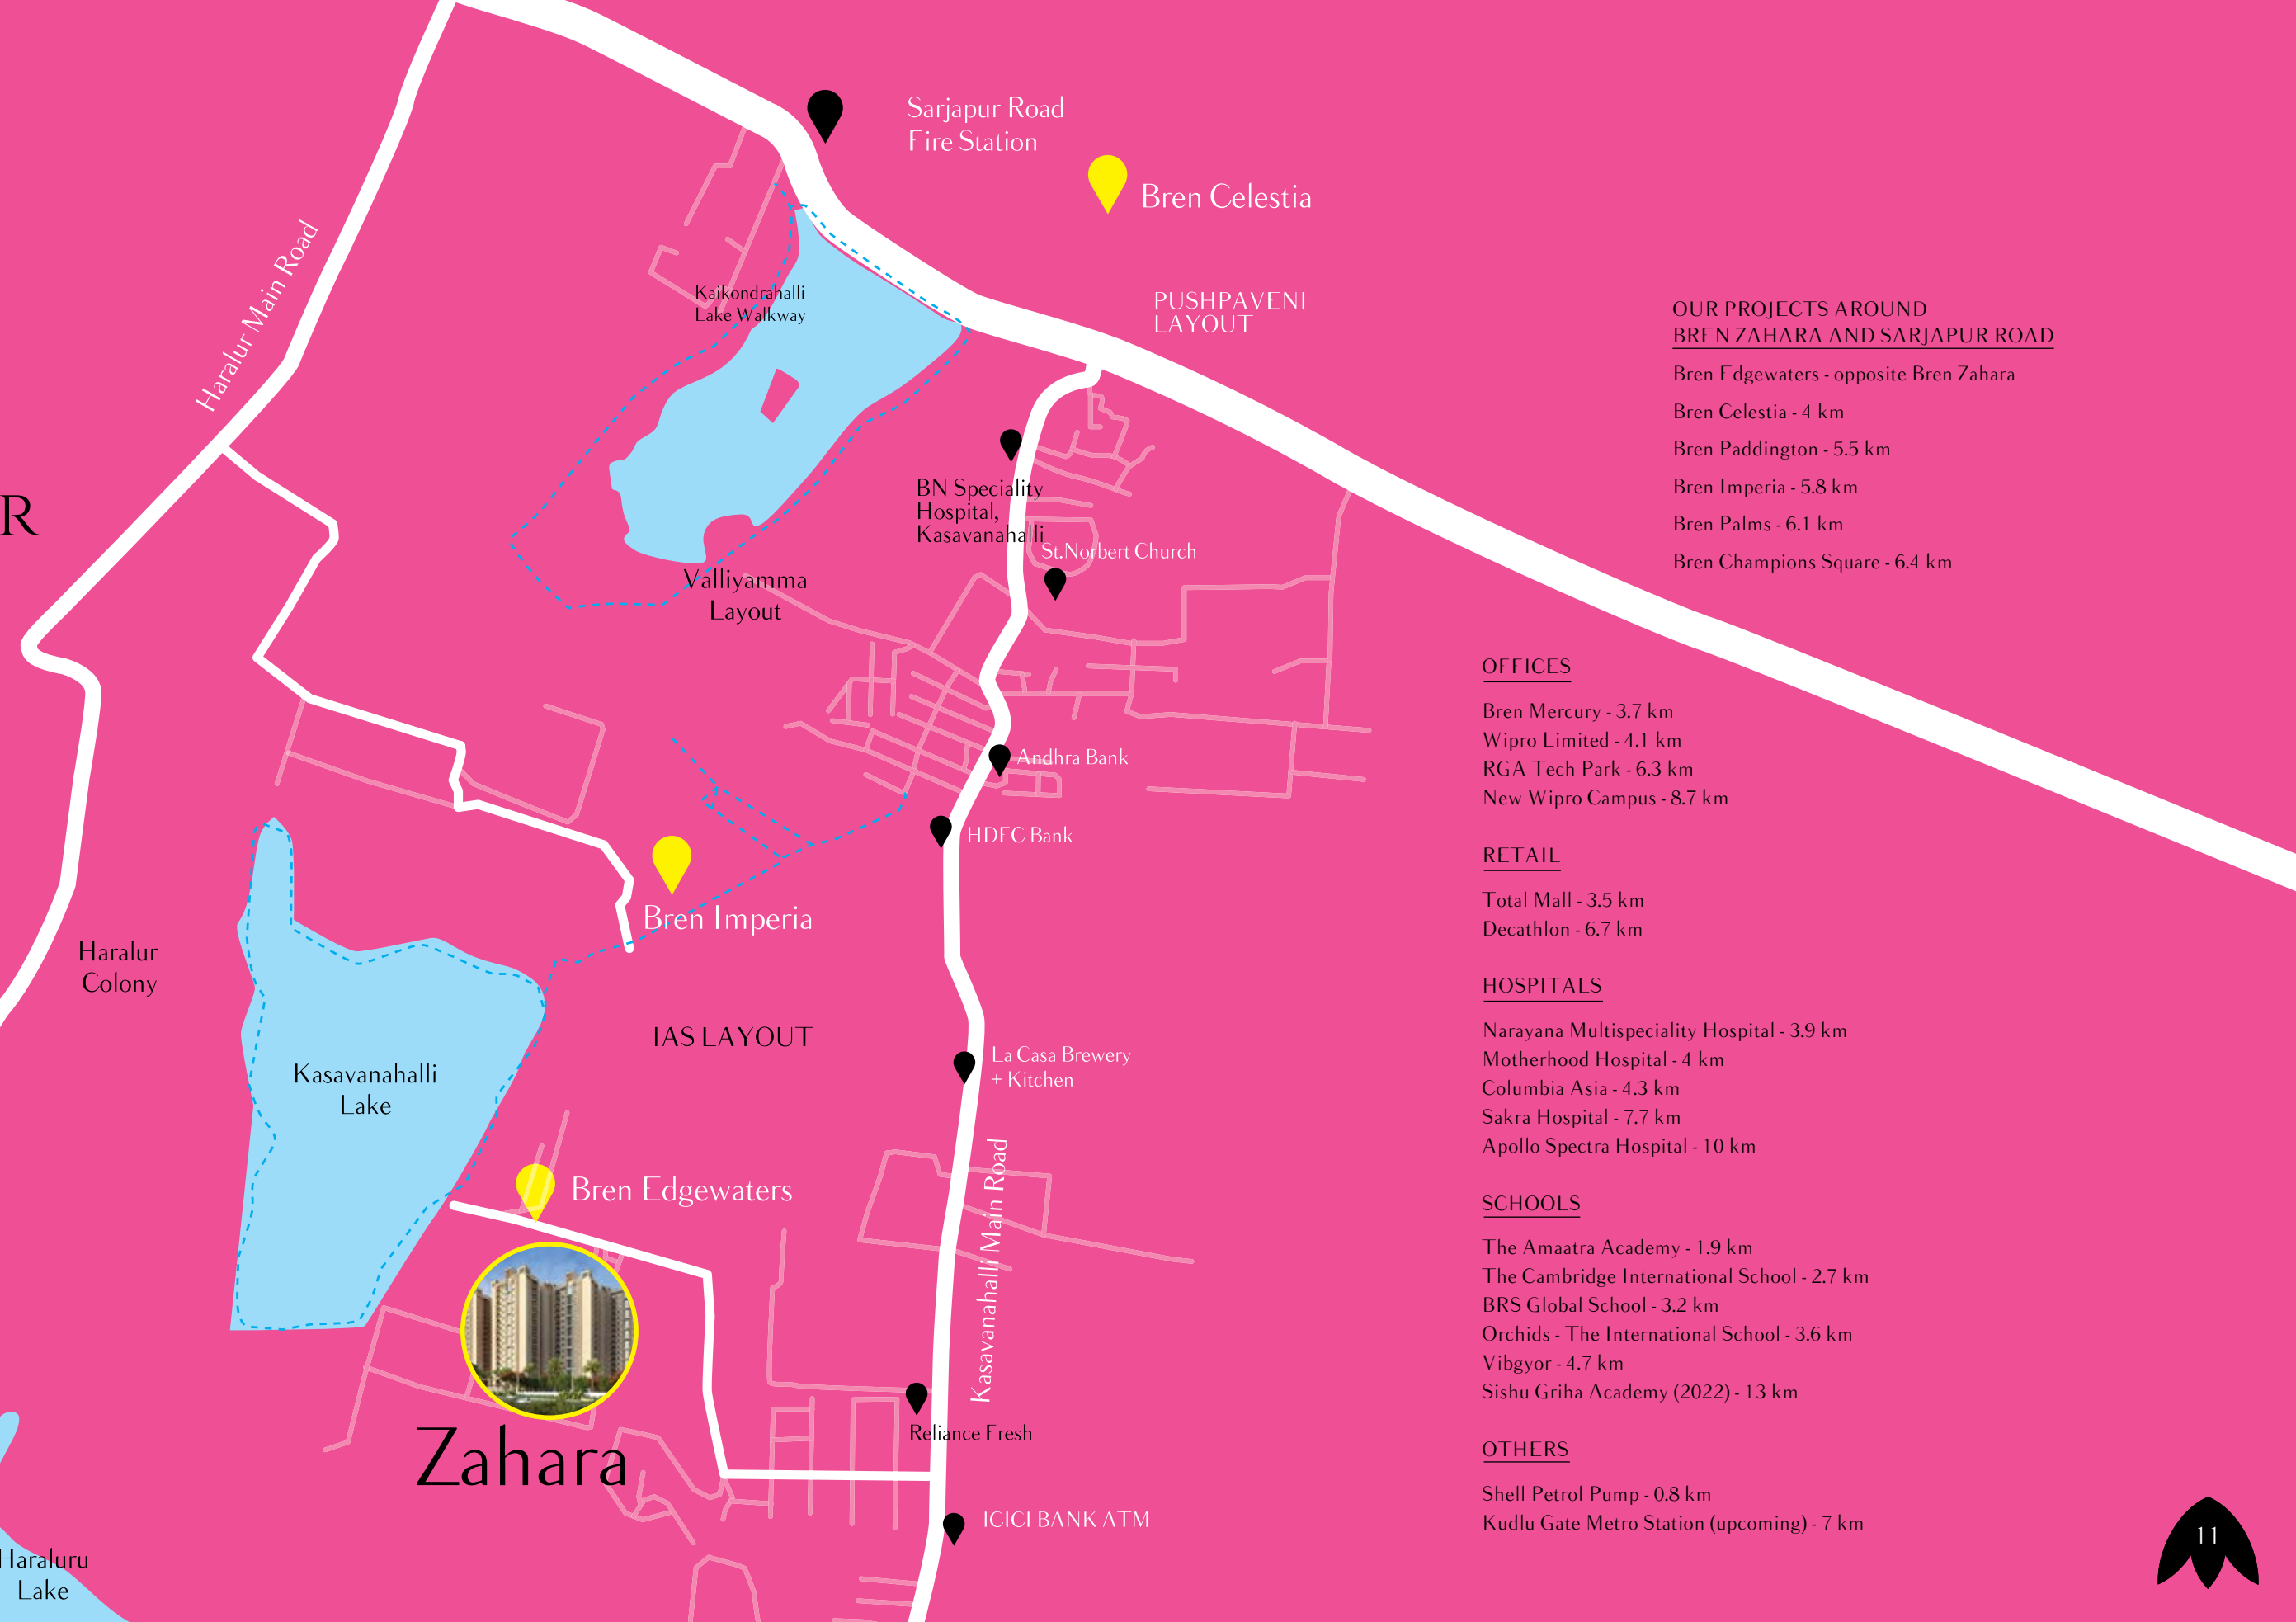 Sarjapur Road
Fire Station
Bren Celestia
Haralur Main Road
Kaikondrahalli
Lake Walkway
PUSHPAVENI
LAYOUT
R
BN Speciality
Hospital,
Kasavanahalli
St.Norbert Church
Valliyamma
Layout
Andhra Bank
HDFC Bank
Bren Imperia
Haralur
Colony
IAS LAYOUT
Kasavanahalli
Lake
La Casa Brewery
+ Kitchen
Bren Edgewaters
Kasavanahalli Main Road
Zahara
Reliance Fresh
ICICI BANK ATM
Haraluru
Lake
OUR PROJECTS AROUND
BREN ZAHARA AND SARJAPUR ROAD
Bren Edgewaters - opposite Bren Zahara
Bren Celestia - 4 km
Bren Paddington - 5.5 km
Bren Imperia - 5.8 km
Bren Palms - 6.1 km
Bren Champions Square - 6.4 km
OFFICES
Bren Mercury - 3.7 km
Wipro Limited - 4.1 km
RGA Tech Park - 6.3 km
New Wipro Campus - 8.7 km
RETAIL
Total Mall - 3.5 km
Decathlon - 6.7 km
HOSPITALS
Narayana Multispeciality Hospital - 3.9 km
Motherhood Hospital - 4 km
Columbia Asia - 4.3 km
Sakra Hospital - 7.7 km
Apollo Spectra Hospital - 10 km
SCHOOLS
The Amaatra Academy - 1.9 km
The Cambridge International School - 2.7 km
BRS Global School - 3.2 km
Orchids - The International School - 3.6 km
Vibgyor - 4.7 km
Sishu Griha Academy (2022) - 13 km
OTHERS
Shell Petrol Pump - 0.8 km
Kudlu Gate Metro Station (upcoming) - 7 km
11